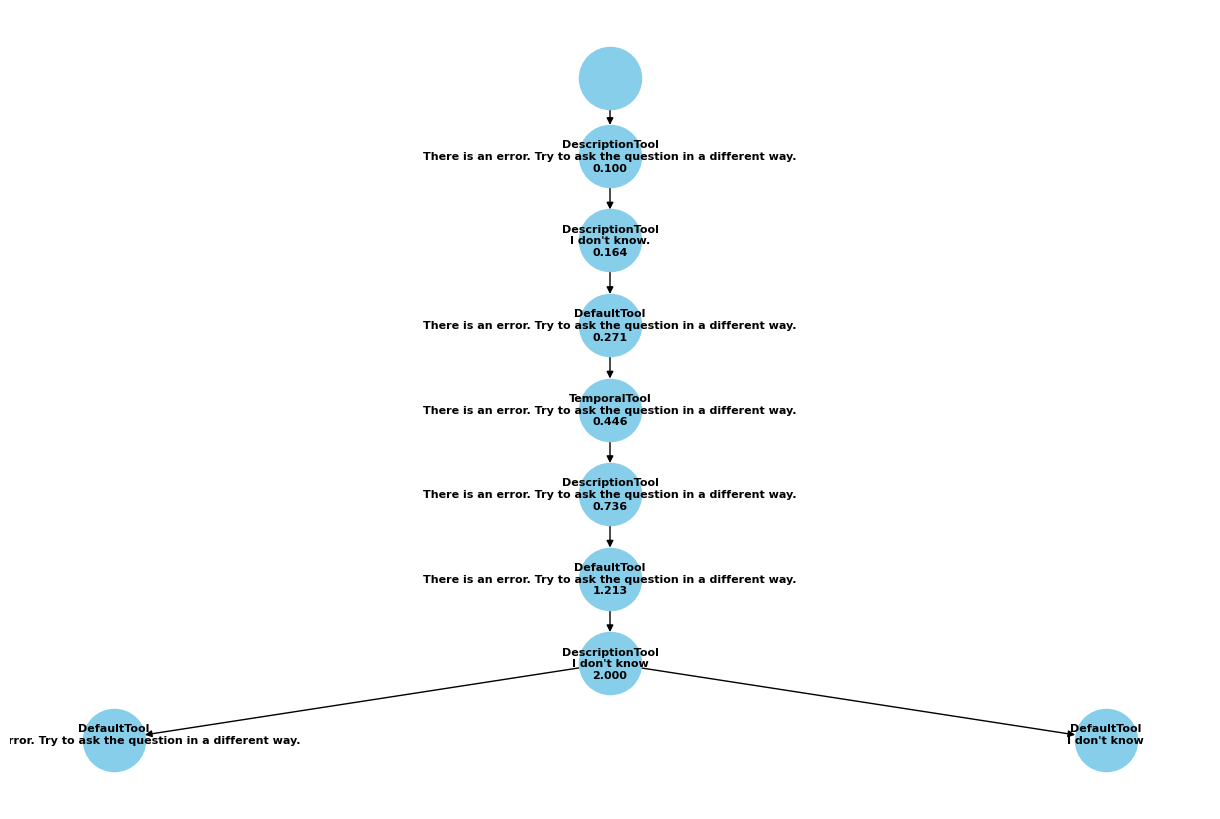 DescriptionTool
There is an error. Try to ask the question in a different way.
0.100
DescriptionTool
I don't know.
0.164
DefaultTool
There is an error. Try to ask the question in a different way.
0.271
TemporalTool
There is an error. Try to ask the question in a different way.
0.446
DescriptionTool
There is an error. Try to ask the question in a different way.
0.736
DefaultTool
There is an error. Try to ask the question in a different way.
1.213
DescriptionTool
I don't know
2.000
DefaultTool
rror. Try to ask the question in a different way.
DefaultTool
I don't know